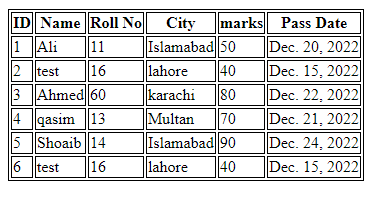 ID Name Roll No City marks Pass Date
1 Ali 11 Islamabad 50 Dec. 20, 2022
2 test 16 lahore 40 Dec. 15, 2022
3 Ahmed 60 karachi 80 Dec. 22, 2022
4 qasim 13 Multan 70 Dec. 21, 2022
5 Shoaib 14 Islamabad 90 Dec. 24, 2022
6 test 16 lahore 40 Dec. 15, 2022